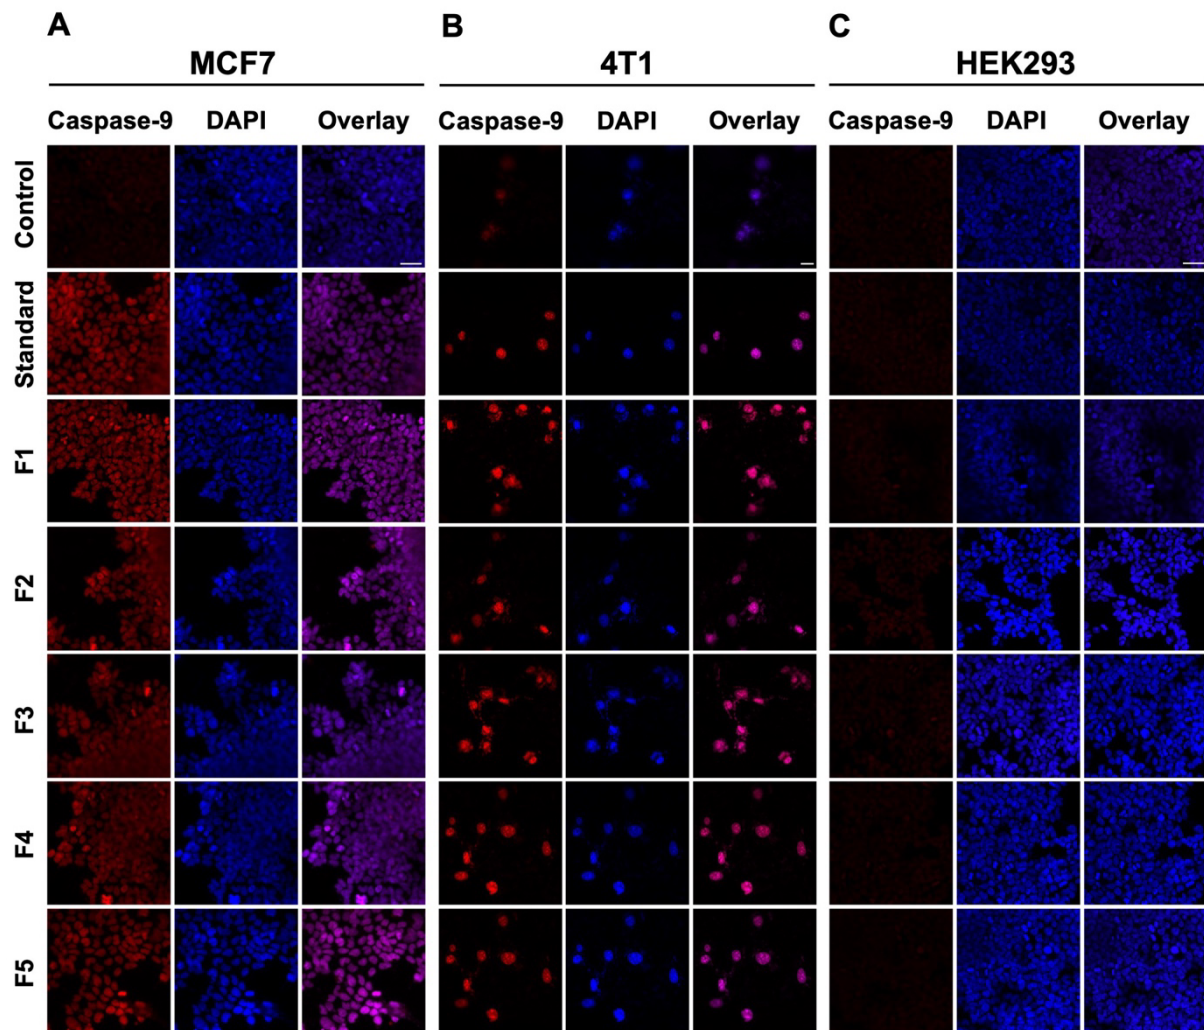 A B C
MCF7 4T1 HEK293
Caspase-9 DAPI Overlay Caspase-9 DAPI Overlay Caspase-9 DAPI Overlay
Control
Standard
F1
F2
F3
F4
F5